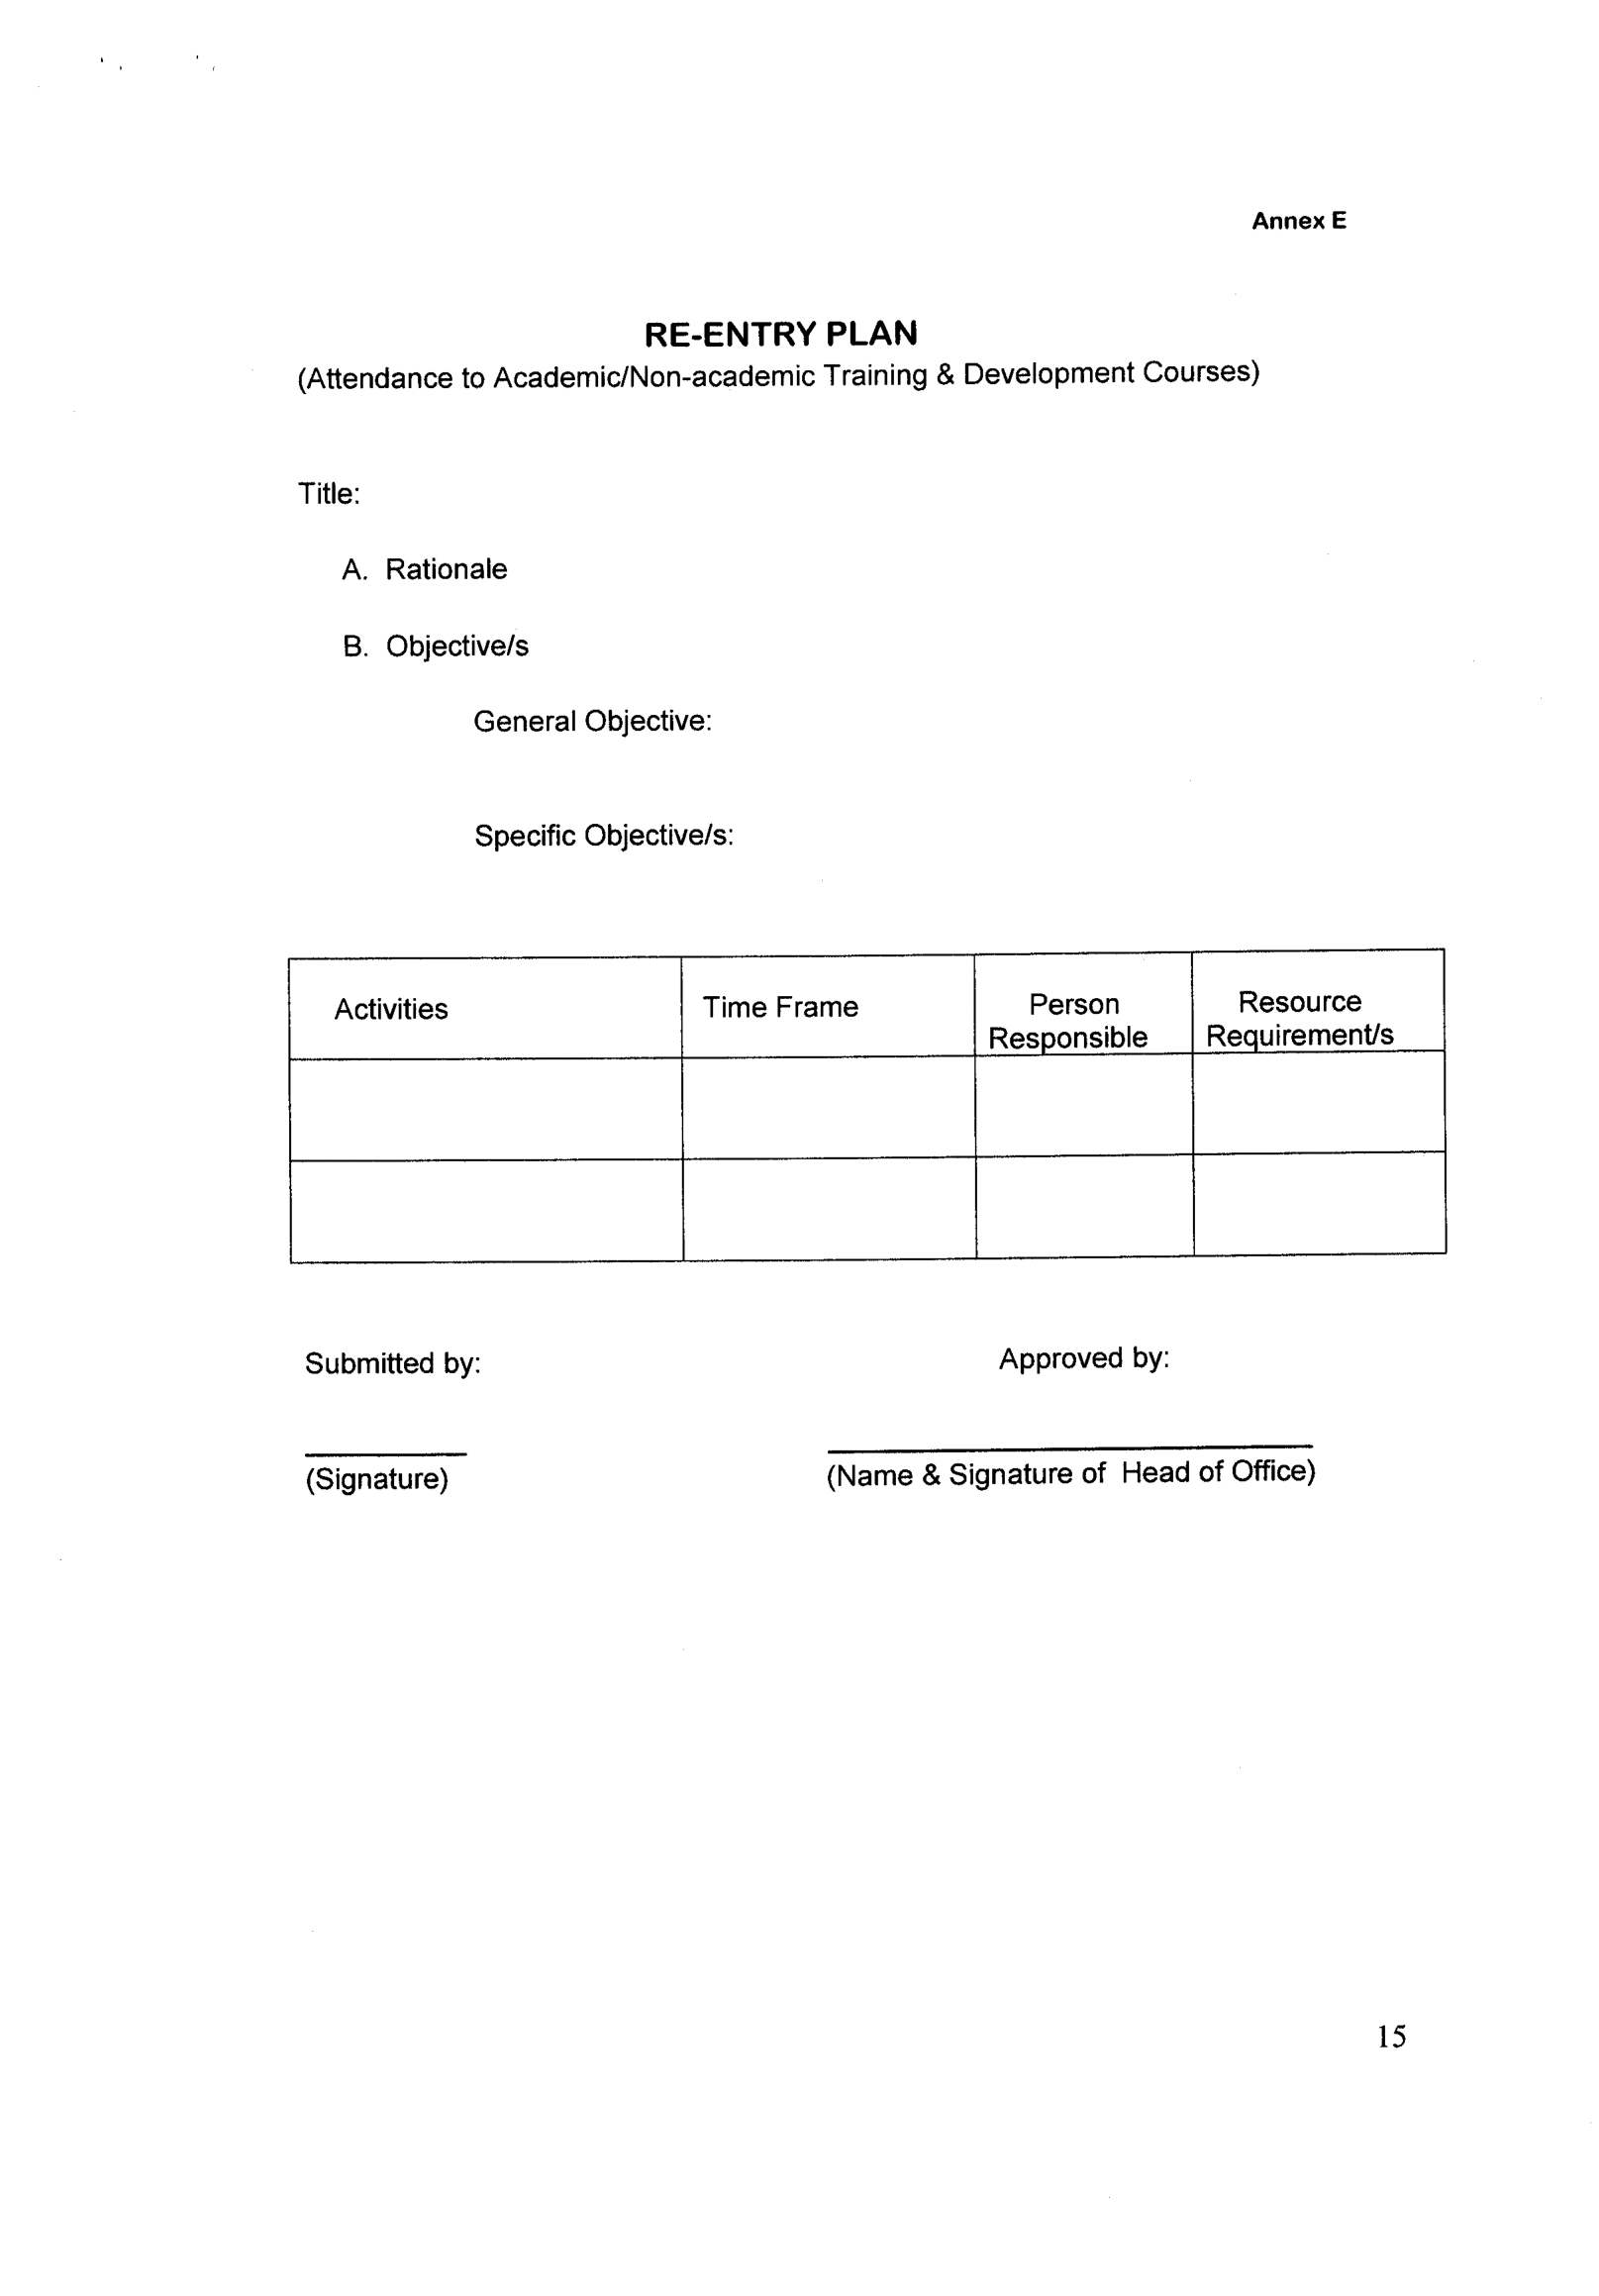 Annex E
RE-ENTRY PLAN
(Attendance to Academic/Non-academic Training & Development Courses)
Title:
A. Rationale
B. Objective/s
General Objective:
Specific Objective/s:
Activities
Time Frame
Person
Responsible
Resource
Requirement/s
Submitted by:
Approved by:
(Signature)
(Name & Signature of Head of Office)
15